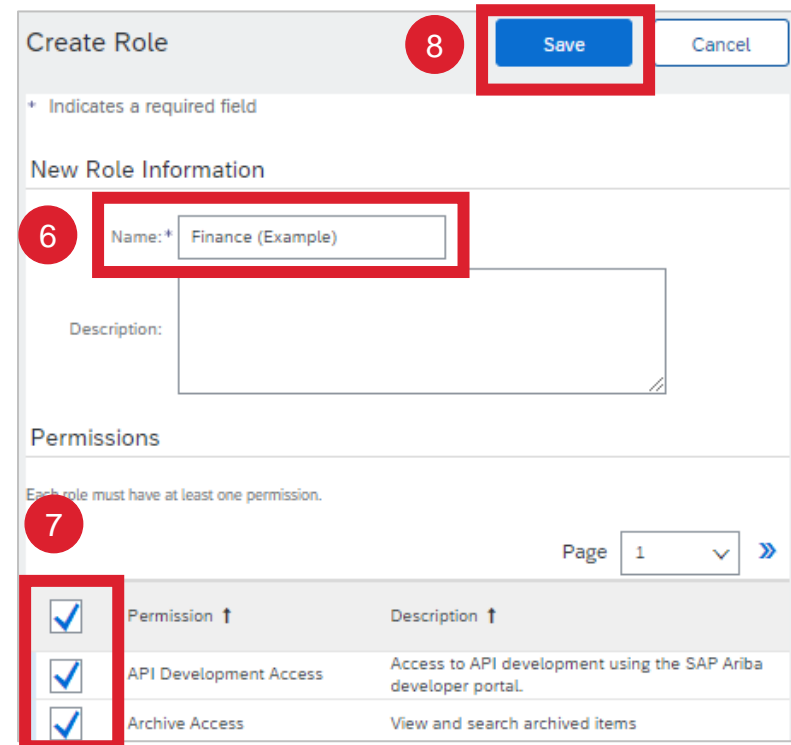 Create Role
8
Save
Cancel
* Indicates a required field
New Role Information
6
Name:* Finance (Example)
Description:
Permissions
Each role must have at least one permission.
7
Page 1 »
Permission ↑ Description ↑
API Development Access
Access to API development using the SAP Ariba
developer portal.
Archive Access
View and search archived items